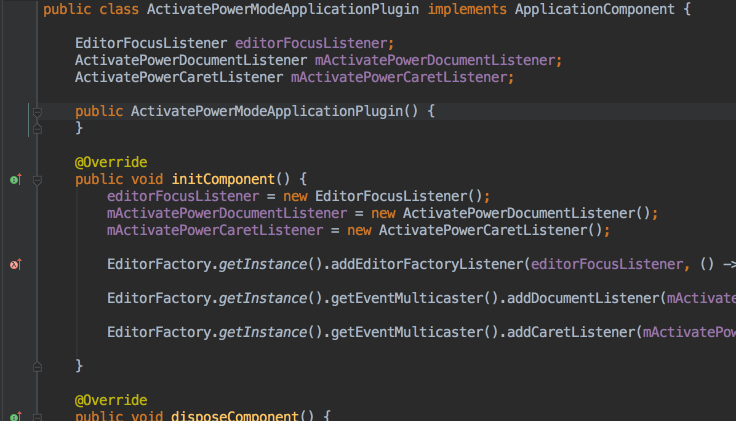 public class ActivatePowerModeApplicationPlugin implements ApplicationComponent {
EditorFocusListener editorFocusListener;
ActivatePowerDocumentListener mActivatePowerDocumentListener;
ActivatePowerCaretListener mActivatePowerCaretListener;
public ActivatePowerModeApplicationPlugin() {
}
@Override
public void initComponent() {
editorFocusListener = new EditorFocusListener();
mActivatePowerDocumentListener = new ActivatePowerDocumentListener();
mActivatePowerCaretListener = new ActivatePowerCaretListener();
EditorFactory.getInstance().addEditorFactoryListener(editorFocusListener, () ->
EditorFactory.getInstance().getEventMulticaster().addDocumentListener(mActivate
EditorFactory.getInstance().getEventMulticaster().addCaretListener(mActivatePow
}
@Override
public void disposeComponent() {